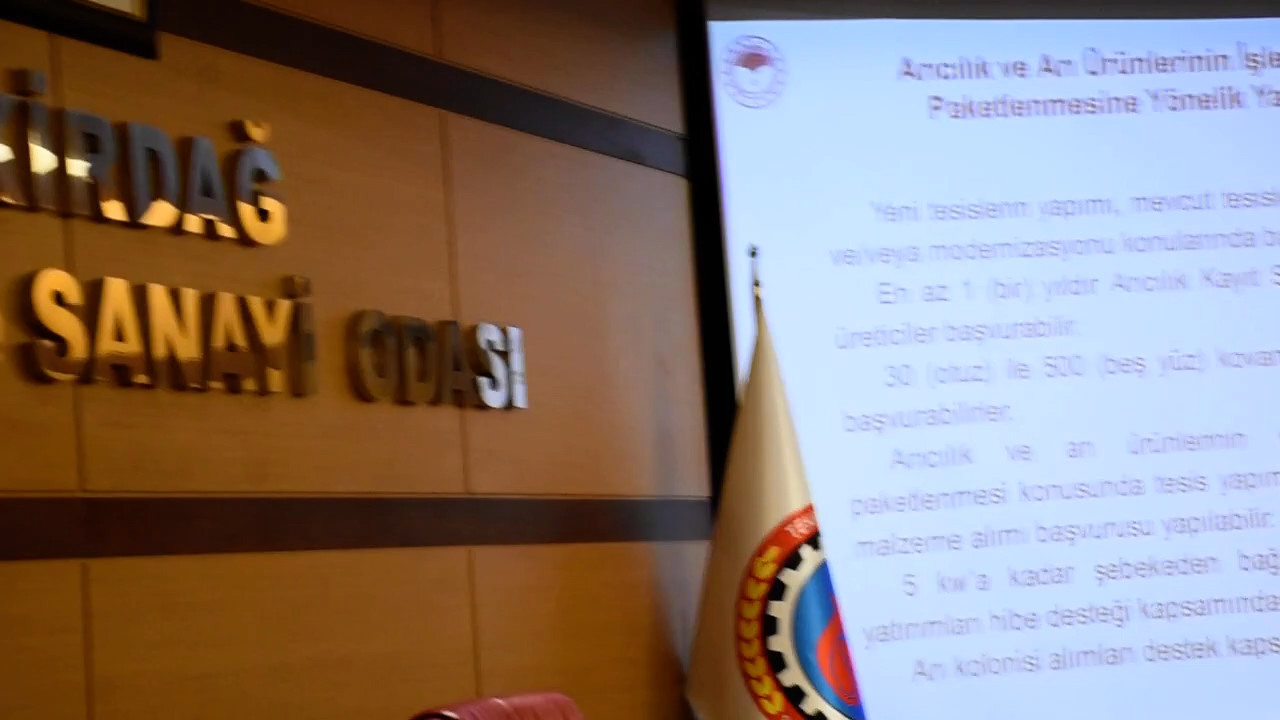 KİRDAĞ
SANAYİ ODASI
Arıcılık ve Arı Ürünlerinin İşle
Paketlenmesine Yönelik Ya
Yeni tesislerin yapımı, mevcut tesisl
ve/veya modernizasyonu konularında b
En az 1 (bir) yıldır Arıcılık Kayıt S
üreticiler başvurabilir.
30 (otuz) ile 500 (beş yüz) kovan
başvurabilirler.
Arıcılık ve arı ürünlerinin
paketlenmesi konusunda tesis yapım
malzeme alımı başvurusu yapılabilir.
5 kw'a kadar şebekeden bağ
yatırımları hibe desteği kapsamında
Arı kolonisi alımları destek kaps